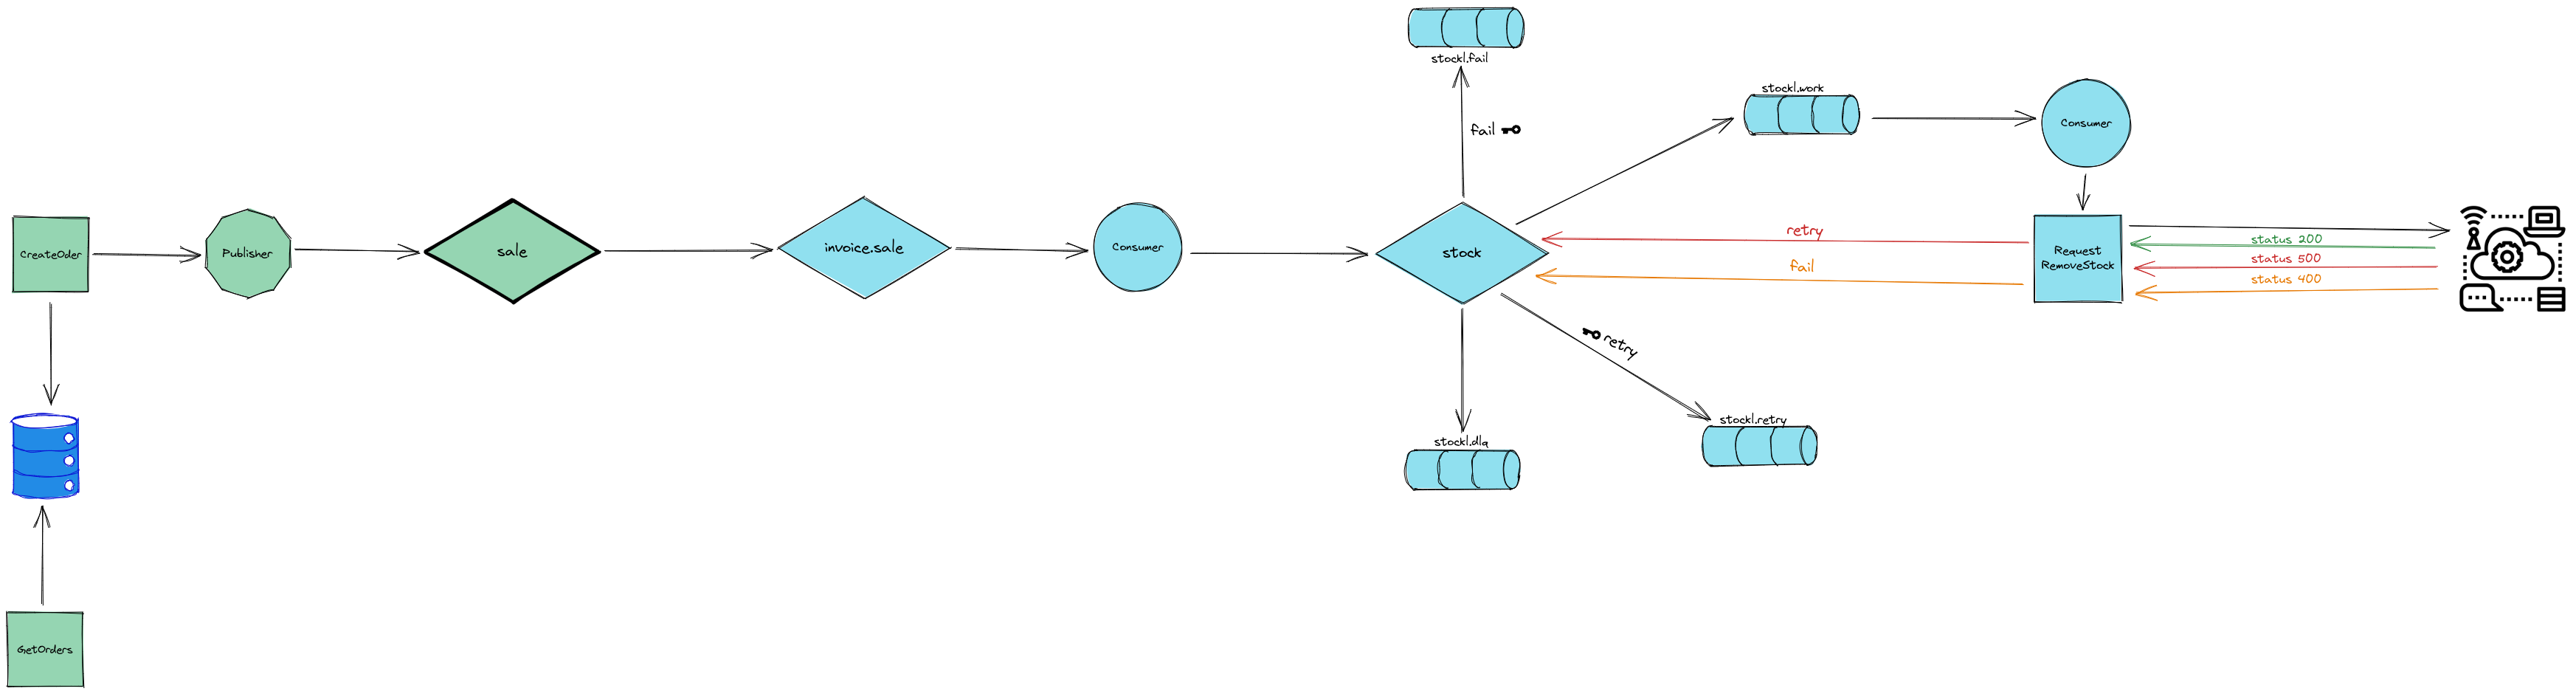 stockl.fail
fail
stockl.work
Consumer
CreateOder
Publisher
sale
invoice.sale
Consumer
stock
retry
fail
Request
RemoveStock
status 200
status 500
status 400
retry
stockl.dlq
stockl.retry
GetOrders